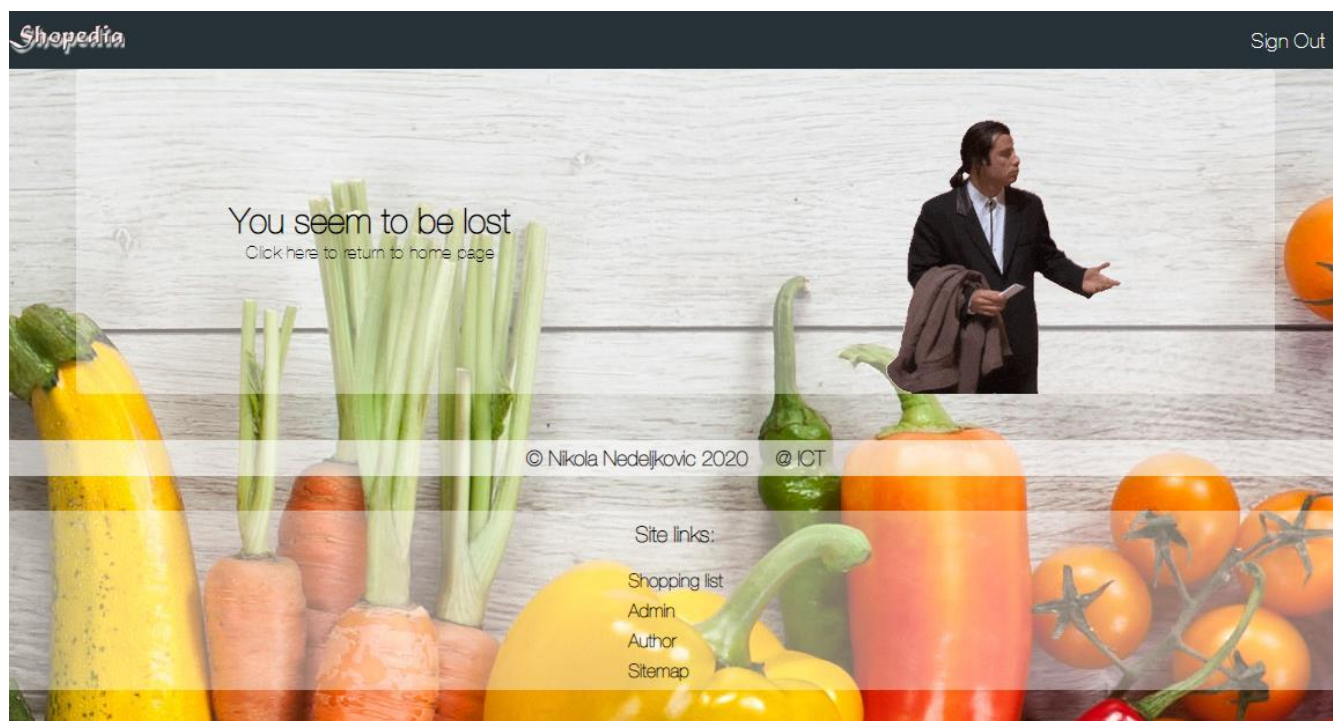 Shopedia
Sign Out
You seem to be lost
Click here to return to home page
© Nikola Nedeljkovic 2020 @ ICT
Site links:
Shopping list
Admin
Author
Sitemap